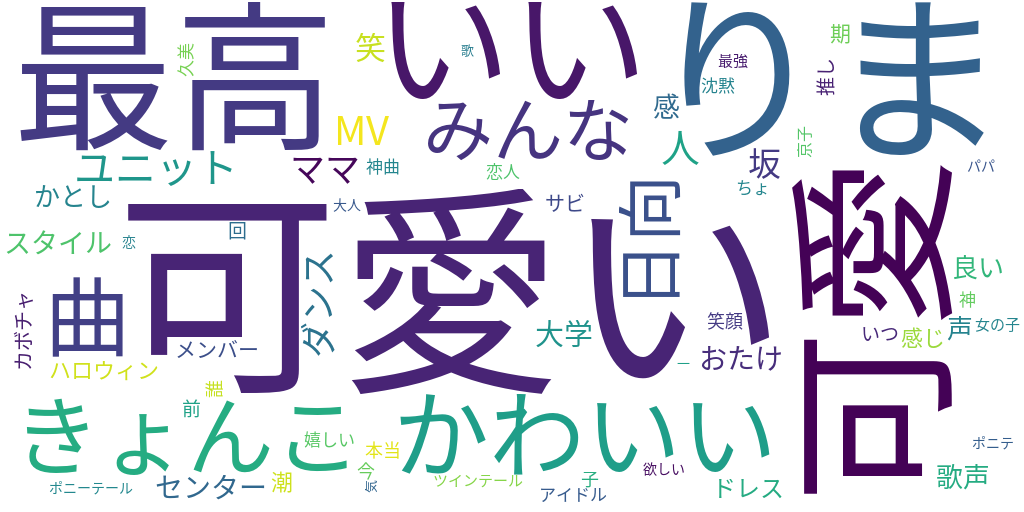 最高
久美
笑
いい
歌
りま
最強
沈黙
推し
期
MV
みんな
感
人
坂
京子
パパ
ユニット
ママ
神曲
恋人
ちょ
かとし
大人
サビ
日向
可愛
スタイル
恋
回
ダンス
可愛い
良い
神
カボチャ
曲
メンバー
大学
笑顔
いつ
感じ
声
女の子
ハロウィン
おたけ
一
誰
前
きょんこ
嬉しい
本当
かわいい
ポニテ
ポニーテール
センター
潮
今
気
ツインテール
アイドル
子
欲しい
ドレス
歌声